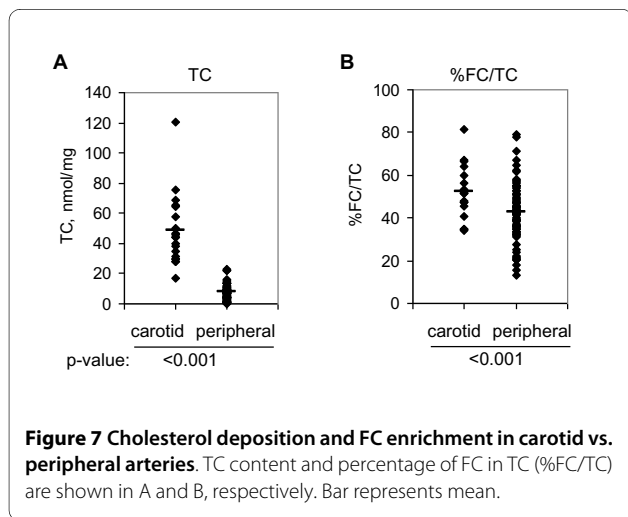 A
TC
TC, nmol/mg
140
120
100
80
60
40
20
0
carotid peripheral
p-value: <0.001
B
%FC/TC
%FC/TC
100
80
60
40
20
0
carotid peripheral
<0.001
Figure 7 Cholesterol deposition and FC enrichment in carotid vs.
peripheral arteries. TC content and percentage of FC in TC (%FC/TC)
are shown in A and B, respectively. Bar represents mean.